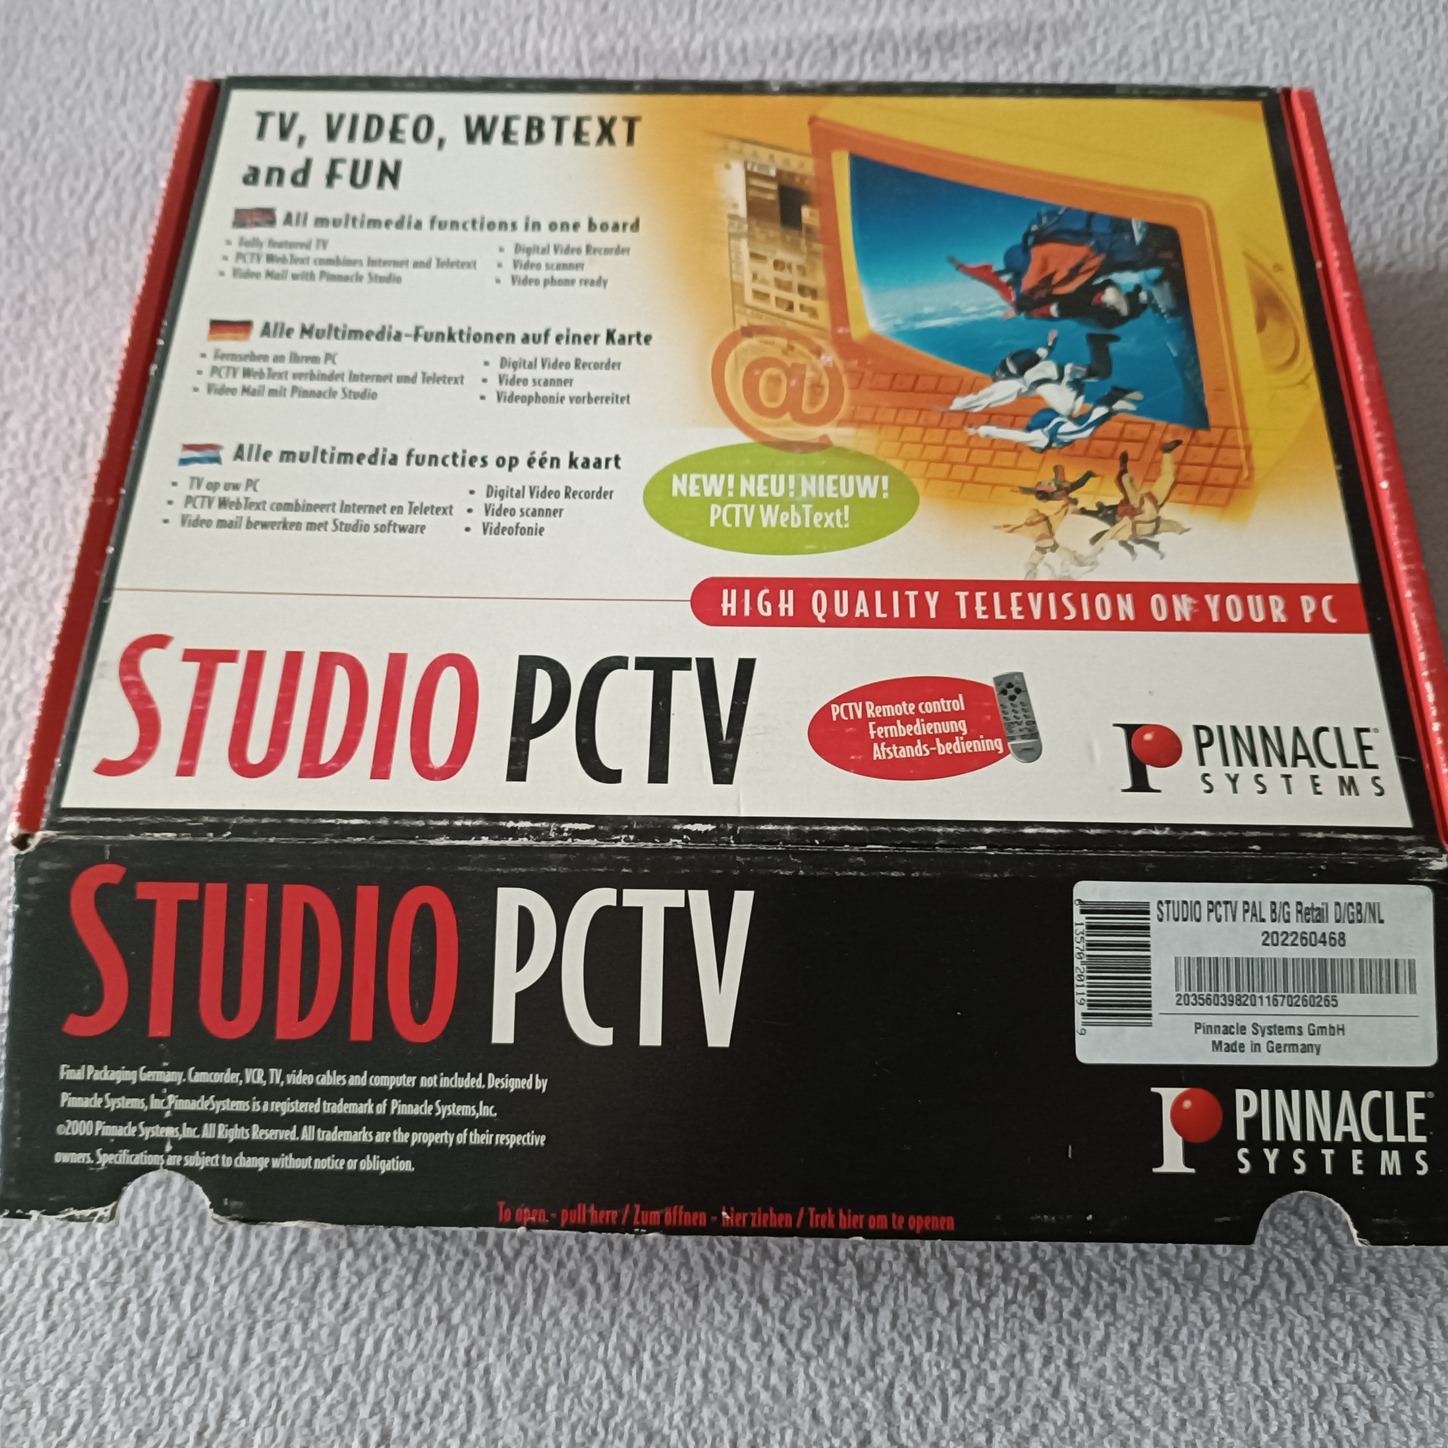 TV, VIDEO, WEBTEXT
and FUN
All multimedia functions in one board
» Fully featured TV
» PCTV WebText combines Internet and Teletext
» Video Mail with Pinnacle Studio
» Digital Video Recorder
» Video scanner
» Video phone ready
Alle Multimedia-Funktionen auf einer Karte
» Fernsehen an Ihrem PC
» PCTV WebText verbindet Internet und Teletext
» Video Mail mit Pinnacle Studio
» Digital Video Recorder
» Video scanner
» Videophonie vorbereitet
Alle multimedia functies op één kaart
» TV op uw PC
» PCTV WebText combineert Internet en Teletext
» Video mail bewerken met Studio software
» Digital Video Recorder
» Video scanner
» Videofonie
@
NEW! NEU! NIEUW!
PCTV WebText!
HIGH QUALITY TELEVISION ON YOUR PC
STUDIO PCTV
PCTV Remote control
Fernbedienung
Afstands-bediening
PINNACLE
SYSTEMS
STUDIO PCTV
Final Packaging Germany. Camcorder, VCR, TV, video cables and computer not included. Designed by
Pinnacle Systems, Inc.PinnacleSystems is a registered trademark of Pinnacle Systems,Inc.
©2000 Pinnacle Systems,Inc. All Rights Reserved. All trademarks are the property of their respective
owners. Specifications are subject to change without notice or obligation.
To open - pull here / Zum öffnen - hier ziehen / Trek hier om te openen
STUDIO PCTV PAL B/G Retail D/GB/NL
202260468
6 13570 20119 9
2035603982011670260265
Pinnacle Systems GmbH
Made in Germany
PINNACLE
SYSTEMS